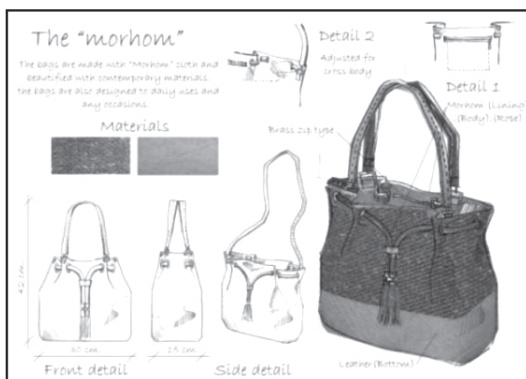 The "morhom"
The bags are made with "Morhom" cloth and
beautified with contemporary materials.
the bags are also designed to daily uses and
any occasions.
Materials
Detail 2
Adjusted for
cross body
Detail 1
Morhom (Lining)
(Body), (Rope)
Brass zip type
42 cm.
30 cm.
Front detail
15 cm.
Side detail
Leather (Bottom)